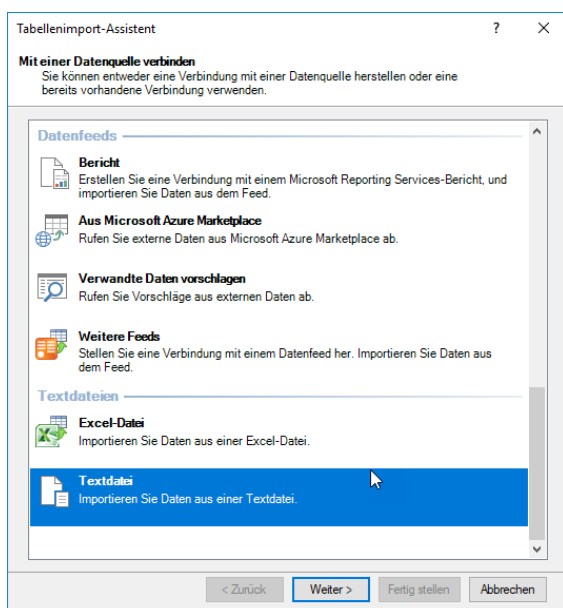 Tabellenimport-Assistent
?
Mit einer Datenquelle verbinden
Sie können entweder eine Verbindung mit einer Datenquelle herstellen oder eine
bereits vorhandene Verbindung verwenden.
Datenfeeds
Bericht
Erstellen Sie eine Verbindung mit einem Microsoft Reporting Services-Bericht, und
importieren Sie Daten aus dem Feed.
Aus Microsoft Azure Marketplace
Rufen Sie externe Daten aus Microsoft Azure Marketplace ab.
Verwandte Daten vorschlagen
Rufen Sie Vorschläge aus externen Daten ab.
Weitere Feeds
Stellen Sie eine Verbindung mit einem Datenfeed her. Importieren Sie Daten aus
dem Feed.
Textdateien
Excel-Datei
Importieren Sie Daten aus einer Excel-Datei.
Textdatei
Importieren Sie Daten aus einer Textdatei.
< Zurück
Weiter >
Fertig stellen
Abbrechen